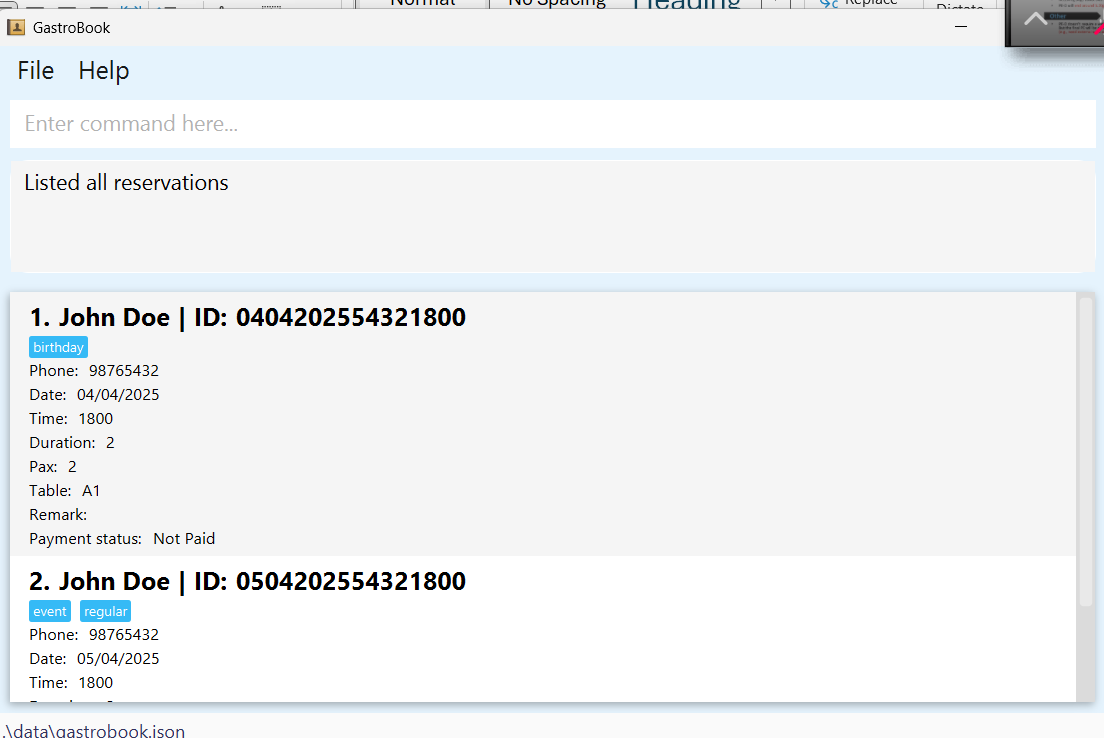 Normal No Spacing Heading Replace Dictate
GastroBook
Other
File Help
Enter command here...
Listed all reservations
1. John Doe | ID: 0404202554321800
birthday
Phone: 98765432
Date: 04/04/2025
Time: 1800
Duration: 2
Pax: 2
Table: A1
Remark:
Payment status: Not Paid
2. John Doe | ID: 0504202554321800
event regular
Phone: 98765432
Date: 05/04/2025
Time: 1800
.\data\gastrobook.json